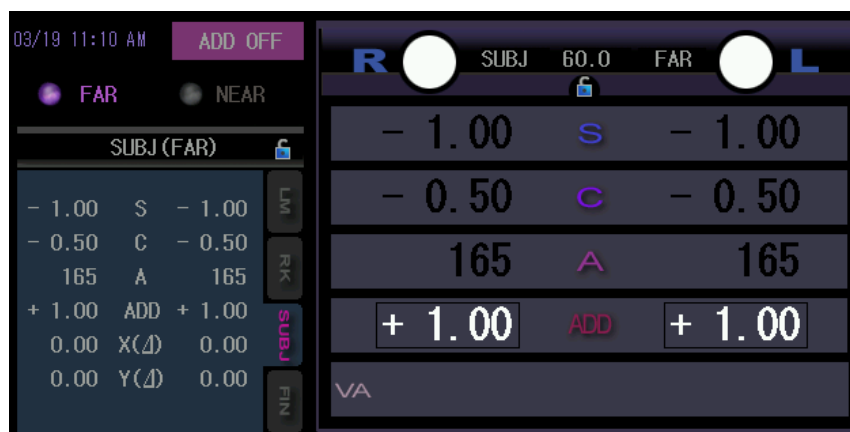 03/19 11:10 AM ADD OFF
FAR NEAR
SUBJ(FAR)
- 1.00 S - 1.00
- 0.50 C - 0.50
165 A 165
+ 1.00 ADD + 1.00
0.00 X(Δ) 0.00
0.00 Y(Δ) 0.00
LM
RK
SUBJ
FIN
R SUBJ 60.0 FAR L
- 1.00 S - 1.00
- 0.50 C - 0.50
165 A 165
+ 1.00 ADD + 1.00
VA